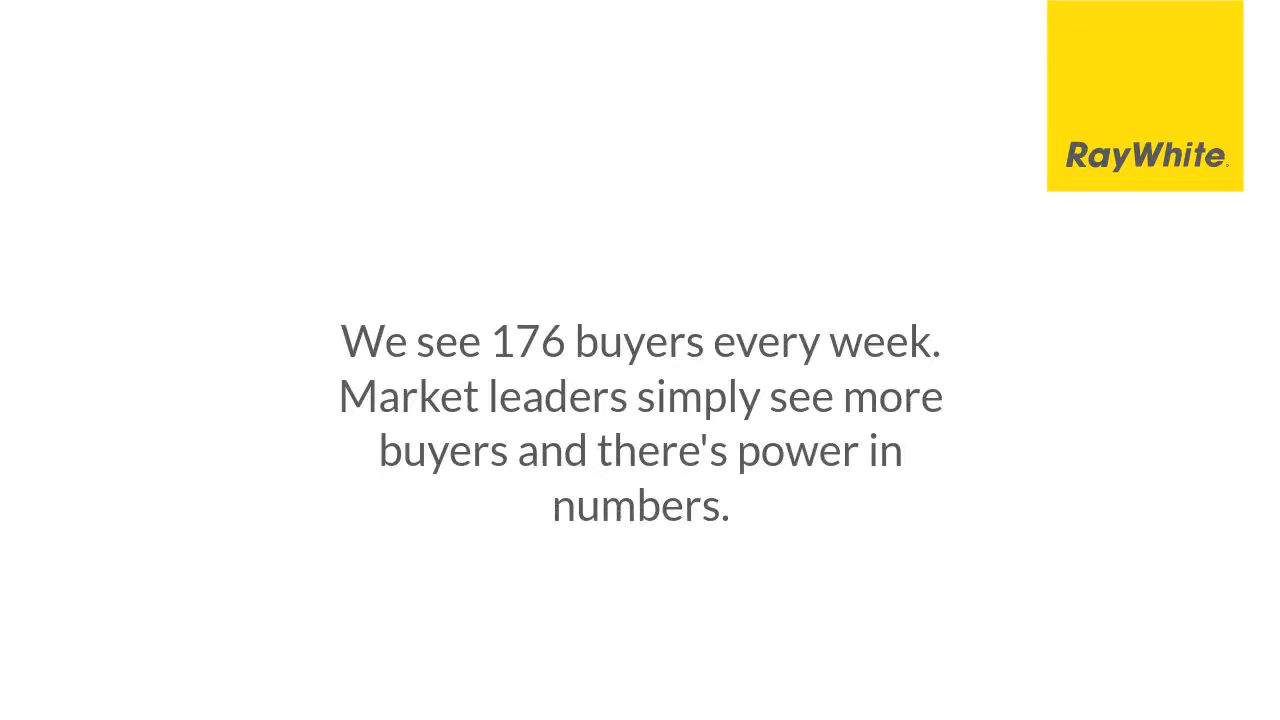 RayWhite.
We see 176 buyers every week.
Market leaders simply see more
buyers and there's power in
numbers.